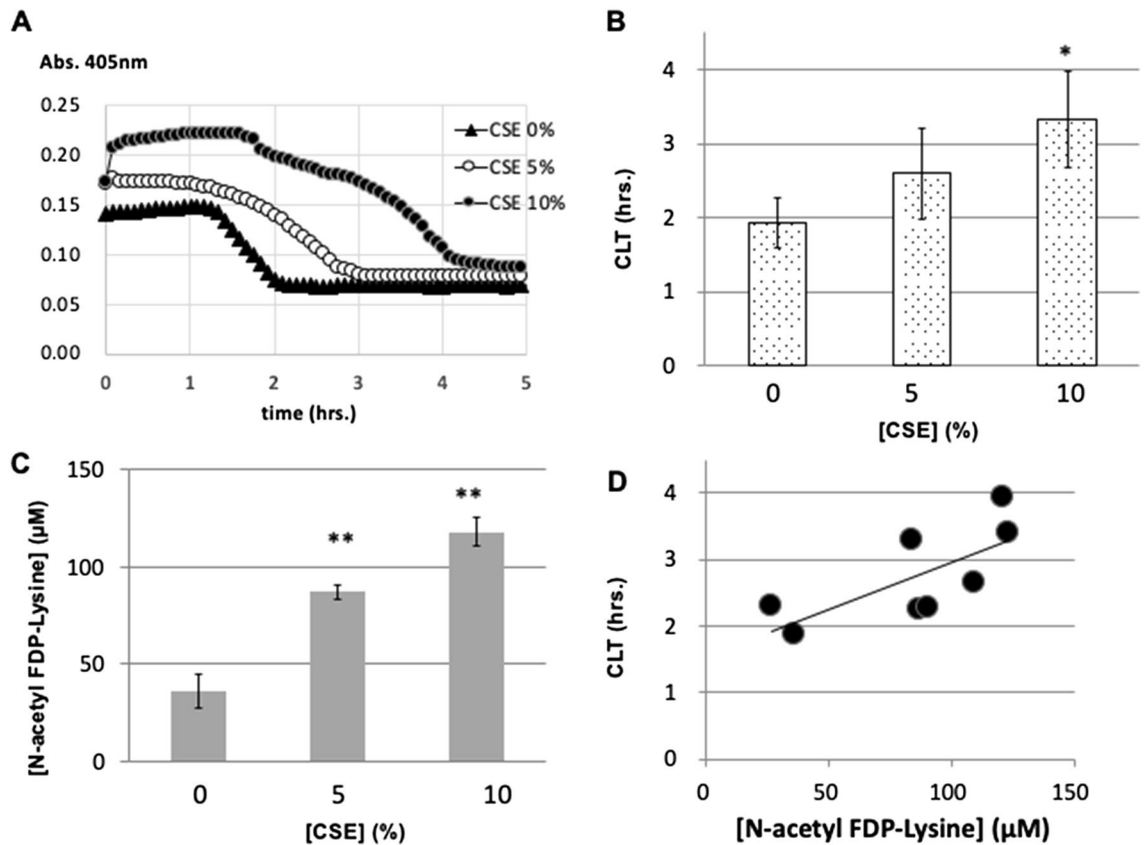 A
Abs. 405nm
0.25
0.20
0.15
0.10
0.05
0.00
CSE 0%
CSE 5%
CSE 10%
0 1 2 3 4 5
time (hrs.)
B
*
4
3
2
1
0
CLT (hrs.)
0 5 10
[CSE] (%)
C
150
100
50
0
[N-acetyl FDP-Lysine] (μM)
** **
0 5 10
[CSE] (%)
D
4
3
2
1
0
CLT (hrs.)
0 50 100 150
[N-acetyl FDP-Lysine] (μM)